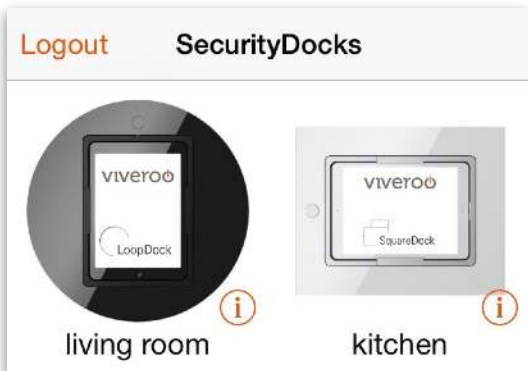 Logout SecurityDocks
viveroo
LoopDock
viveroo
SquareDock
i
i
living room
kitchen